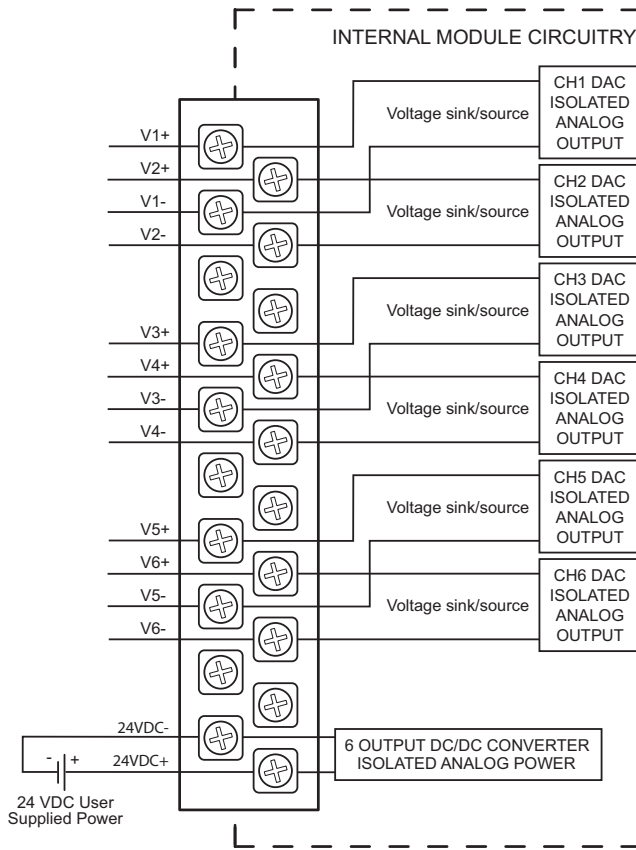 INTERNAL MODULE CIRCUITRY
CH1 DAC
ISOLATED
ANALOG
OUTPUT
Voltage sink/source
V1+
V2+
V1-
V2-
CH2 DAC
ISOLATED
ANALOG
OUTPUT
Voltage sink/source
CH3 DAC
ISOLATED
ANALOG
OUTPUT
Voltage sink/source
V3+
V4+
V3-
V4-
CH4 DAC
ISOLATED
ANALOG
OUTPUT
Voltage sink/source
CH5 DAC
ISOLATED
ANALOG
OUTPUT
Voltage sink/source
V5+
V6+
V5-
V6-
CH6 DAC
ISOLATED
ANALOG
OUTPUT
Voltage sink/source
24VDC-
24VDC+
- +
24 VDC User
Supplied Power
6 OUTPUT DC/DC CONVERTER
ISOLATED ANALOG POWER